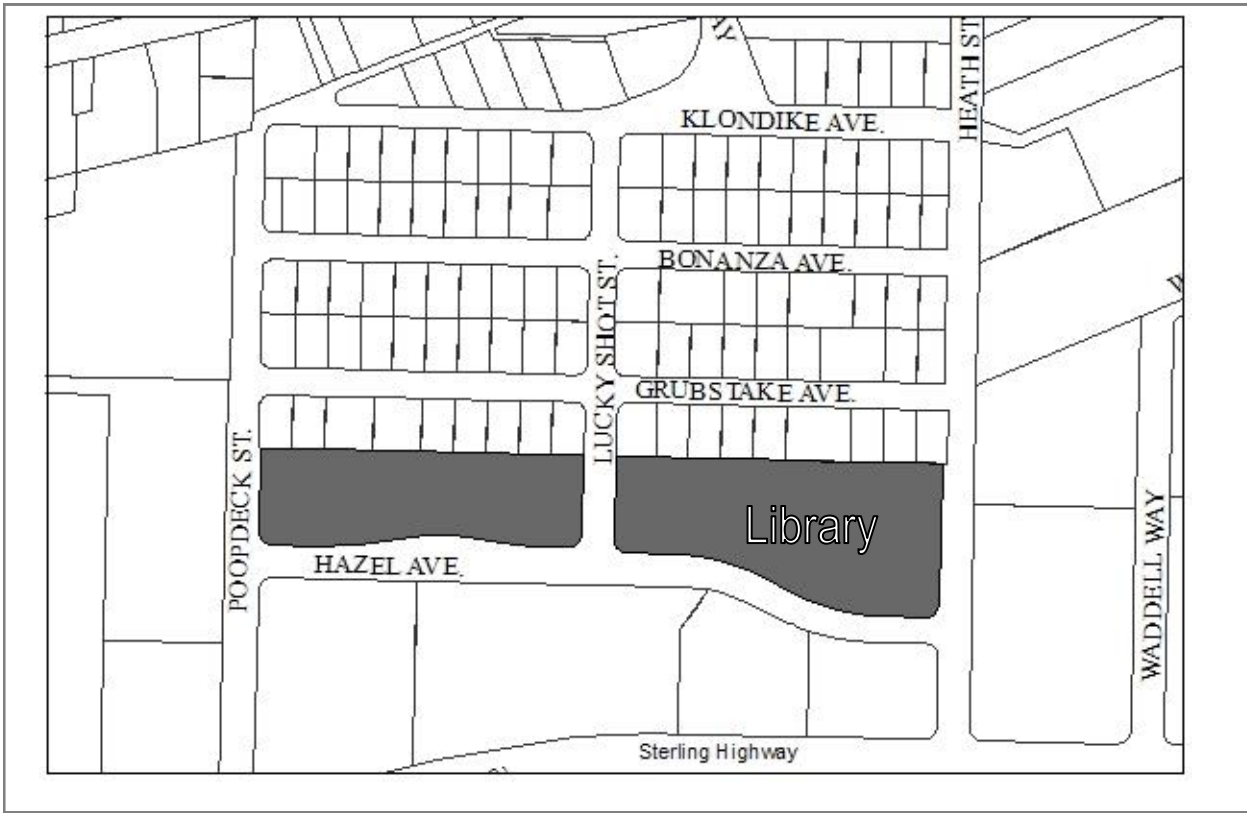 HEATH ST.
KLONDIKE AVE.
BONANZA AVE.
LUCKY SHOT ST.
GRUBSTAKE AVE.
POOPDECK ST.
Library
HAZEL AVE.
WADDELL WAY
Sterling Highway